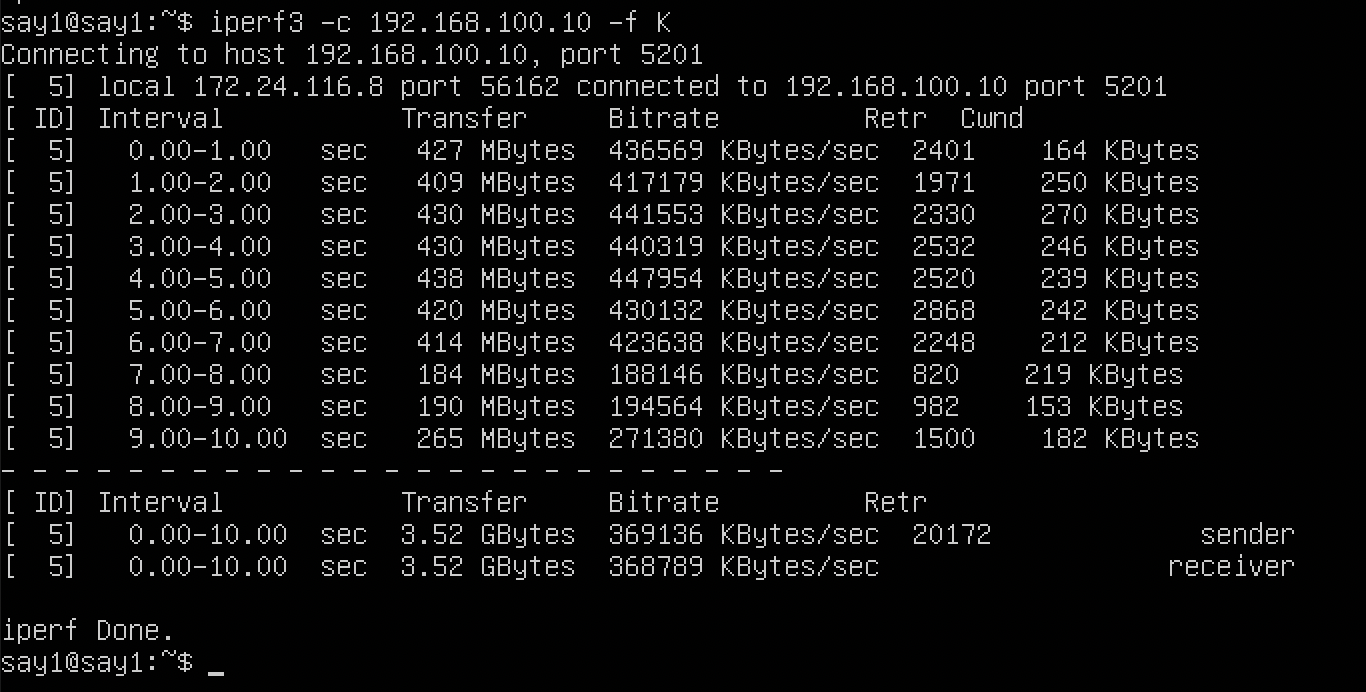 say1@say1:~$ iperf3 -c 192.168.100.10 -f K
Connecting to host 192.168.100.10, port 5201
[  5] local 172.24.116.8 port 56162 connected to 192.168.100.10 port 5201
[ ID] Interval           Transfer     Bitrate         Retr  Cwnd
[  5]   0.00-1.00   sec   427 MBytes  436569 KBytes/sec  2401    164 KBytes
[  5]   1.00-2.00   sec   409 MBytes  417179 KBytes/sec  1971    250 KBytes
[  5]   2.00-3.00   sec   430 MBytes  441553 KBytes/sec  2330    270 KBytes
[  5]   3.00-4.00   sec   430 MBytes  440319 KBytes/sec  2532    246 KBytes
[  5]   4.00-5.00   sec   438 MBytes  447954 KBytes/sec  2520    239 KBytes
[  5]   5.00-6.00   sec   420 MBytes  430132 KBytes/sec  2868    242 KBytes
[  5]   6.00-7.00   sec   414 MBytes  423638 KBytes/sec  2248    212 KBytes
[  5]   7.00-8.00   sec   184 MBytes  188146 KBytes/sec  820    219 KBytes
[  5]   8.00-9.00   sec   190 MBytes  194564 KBytes/sec  982    153 KBytes
[  5]   9.00-10.00  sec   265 MBytes  271380 KBytes/sec  1500    182 KBytes
- - - - - - - - - - - - - - - - - - - - - - - - -
[ ID] Interval           Transfer     Bitrate         Retr
[  5]   0.00-10.00  sec  3.52 GBytes  369136 KBytes/sec  20172             sender
[  5]   0.00-10.00  sec  3.52 GBytes  368789 KBytes/sec                  receiver
iperf Done.
say1@say1:~$ _